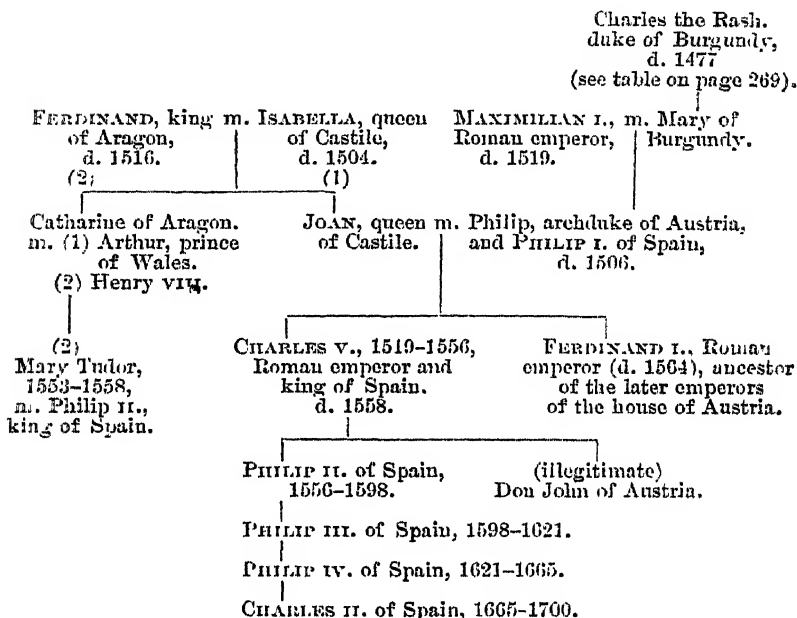 Charles the Rash.
duke of Burgundy,
d. 1477
(see table on page 269).
FERDINAND, king m. ISABELLA, queen
of Aragon, of Castile,
d. 1516. d. 1504.
(2) (1)
MAXIMILIAN I., m. Mary of
Roman emperor, Burgundy.
d. 1519.
Catharine of Aragon.
m. (1) Arthur, prince
of Wales.
(2) Henry VIII.
JOAN, queen m. Philip, archduke of Austria,
of Castile. and PHILIP I. of Spain,
d. 1506.
(2)
Mary Tudor,
1553–1558,
m. Philip II.,
king of Spain.
CHARLES V., 1519–1556,
Roman emperor and
king of Spain.
d. 1558.
FERDINAND I., Roman
emperor (d. 1564), ancestor
of the later emperors
of the house of Austria.
PHILIP II. of Spain,
1556–1598.
(illegitimate)
Don John of Austria.
PHILIP III. of Spain, 1598–1621.
PHILIP IV. of Spain, 1621–1665.
CHARLES II. of Spain, 1665–1700.